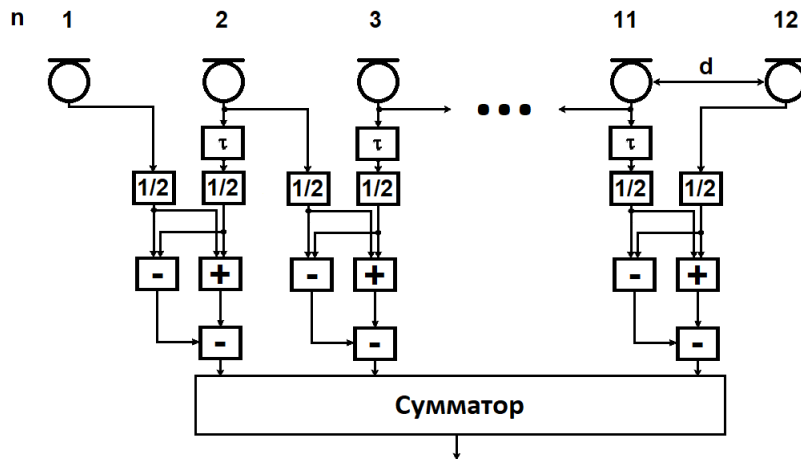 n 1 2 3 11 12
d
τ τ τ
1/2 1/2 1/2 1/2 1/2 1/2
- + - + - +
- - -
Сумматор